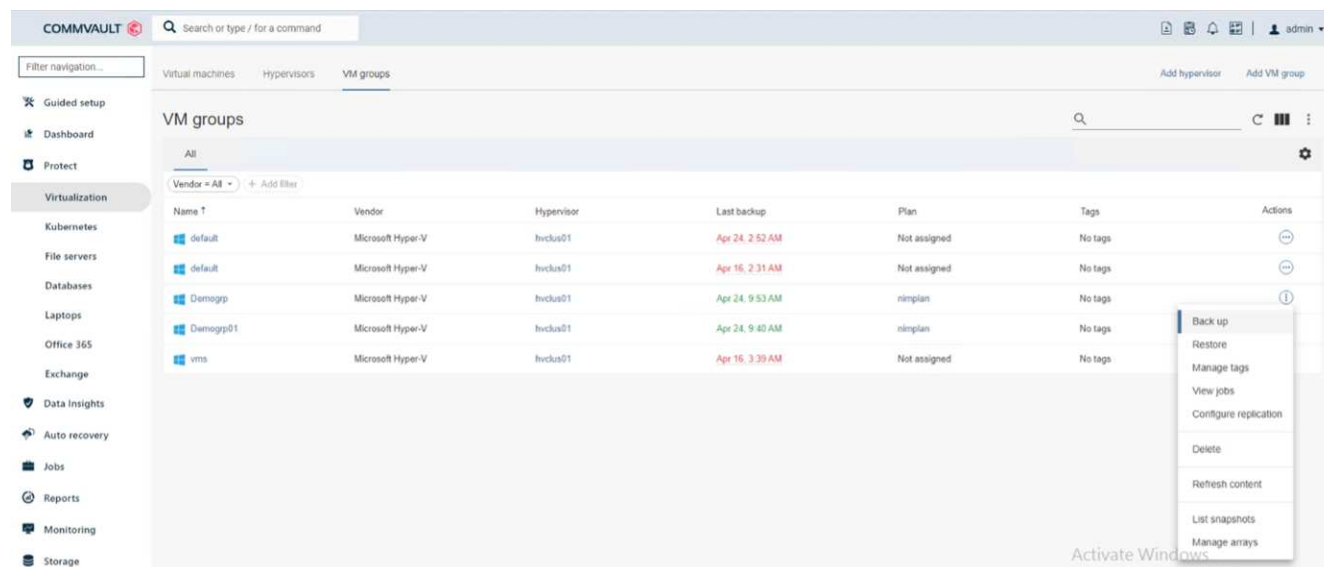 COMMVAULT Search or type / for a command admin
Filter navigation...
Virtual machines Hypervisors VM groups Add hypervisor Add VM group
Guided setup
VM groups
Dashboard
All
Protect
Vendor = All + Add filter
Virtualization
Name ↑ Vendor Hypervisor Last backup Plan Tags Actions
Kubernetes
default Microsoft Hyper-V hvclus01 Apr 24, 2:52 AM Not assigned No tags
File servers
default Microsoft Hyper-V hvclus01 Apr 16, 2:31 AM Not assigned No tags
Databases
Demogrp Microsoft Hyper-V hvclus01 Apr 24, 9:53 AM nimplan No tags
Laptops
Back up
Demogrp01 Microsoft Hyper-V hvclus01 Apr 24, 9:40 AM nimplan No tags
Office 365
Restore
vms Microsoft Hyper-V hvclus01 Apr 16, 3:39 AM Not assigned No tags
Manage tags
Exchange
View jobs
Data Insights
Configure replication
Auto recovery
Delete
Jobs
Refresh content
Reports
List snapshots
Monitoring
Manage arrays
Activate Windows
Storage